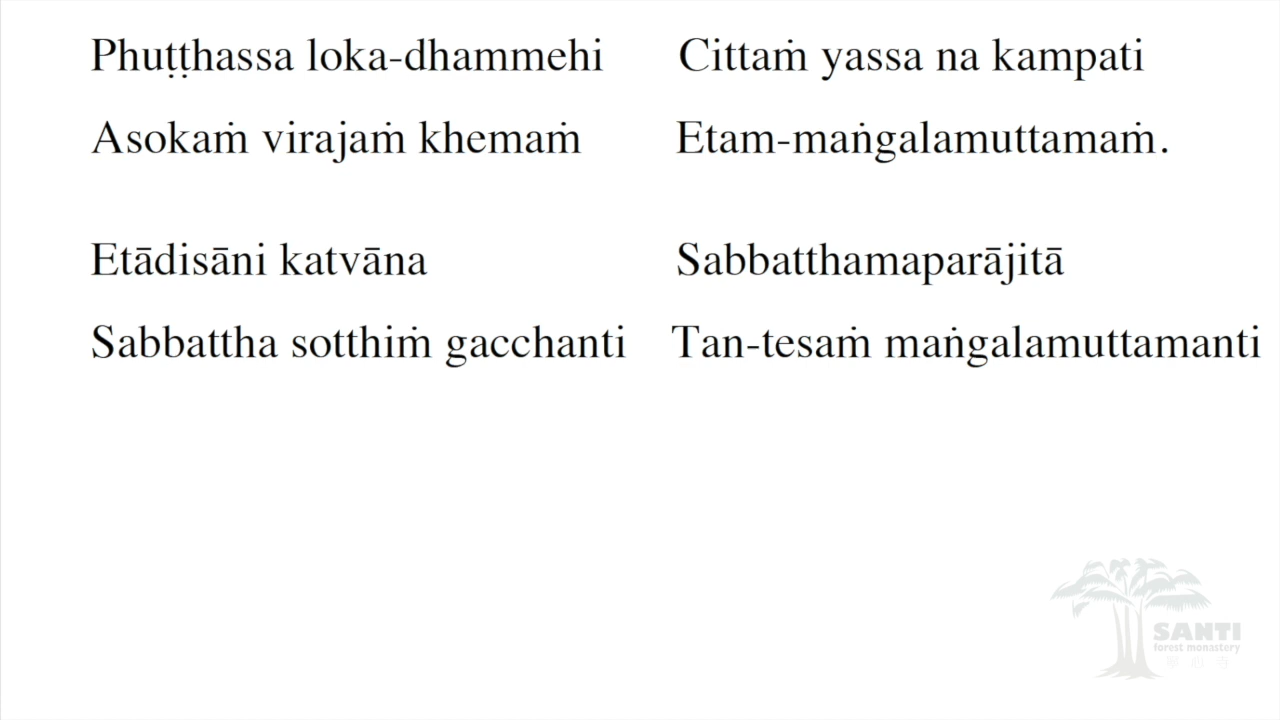 Phuṭṭhassa loka-dhammehi Cittaṁ yassa na kampati
Asokaṁ virajaṁ khemaṁ Etam-maṅgalamuttamaṁ.
Etādisāni katvāna Sabbatthamaparājitā
Sabbattha sotthiṁ gacchanti Tan-tesaṁ maṅgalamuttamanti
SANTI
forest monastery